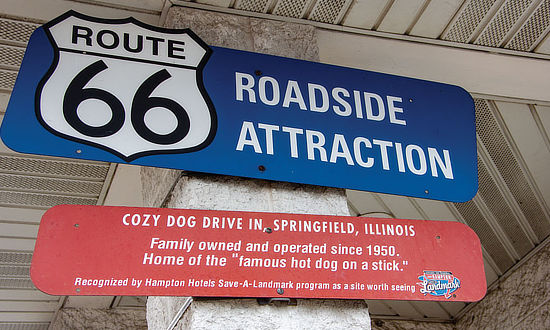 ROUTE
66
ROADSIDE
ATTRACTION
COZY DOG DRIVE IN, SPRINGFIELD, ILLINOIS
Family owned and operated since 1950.
Home of the "famous hot dog on a stick."
Recognized by Hampton Hotels Save-A-Landmark program as a site worth seeing
Landmark